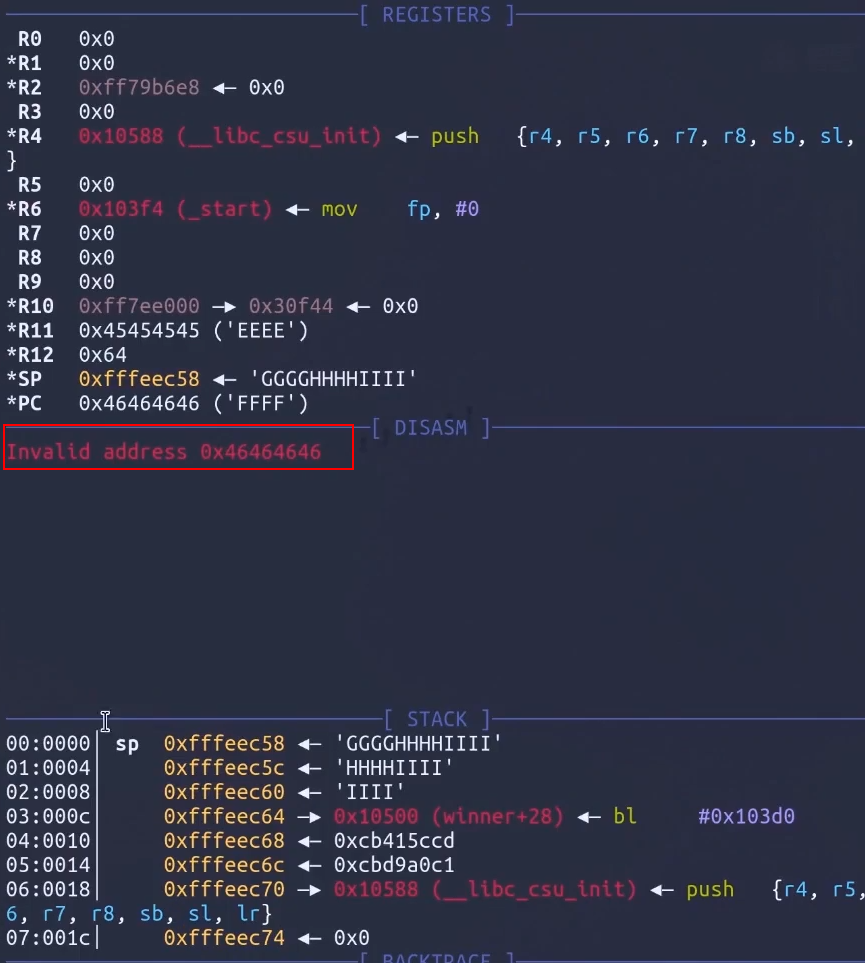 [ REGISTERS ]
R0 0x0
*R1 0x0
*R2 0xff79b6e8 ◂— 0x0
R3 0x0
*R4 0x10588 (__libc_csu_init) ◂— push {r4, r5, r6, r7, r8, sb, sl,
}
R5 0x0
*R6 0x103f4 (_start) ◂— mov fp, #0
R7 0x0
R8 0x0
R9 0x0
*R10 0xff7ee000 —▸ 0x30f44 ◂— 0x0
*R11 0x45454545 ('EEEE')
*R12 0x64
*SP 0xfffeec58 ◂— 'GGGGHHHHIIII'
*PC 0x46464646 ('FFFF')
[ DISASM ]
Invalid address 0x46464646
[ STACK ]
00:0000│ sp 0xfffeec58 ◂— 'GGGGHHHHIIII'
01:0004│ 0xfffeec5c ◂— 'HHHHIIII'
02:0008│ 0xfffeec60 ◂— 'IIII'
03:000c│ 0xfffeec64 —▸ 0x10500 (winner+28) ◂— bl #0x103d0
04:0010│ 0xfffeec68 ◂— 0xcb415ccd
05:0014│ 0xfffeec6c ◂— 0xcbd9a0c1
06:0018│ 0xfffeec70 —▸ 0x10588 (__libc_csu_init) ◂— push {r4, r5,
6, r7, r8, sb, sl, lr}
07:001c│ 0xfffeec74 ◂— 0x0
[ BACKTRACE ]